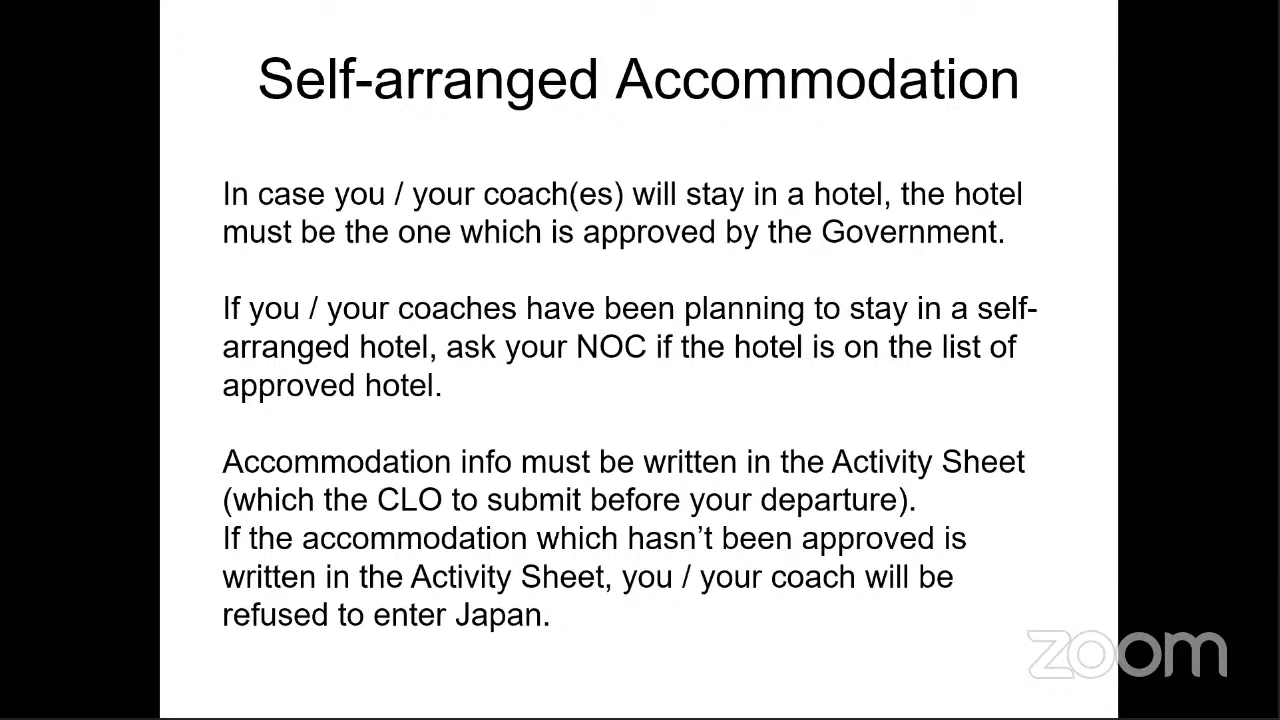 Self-arranged Accommodation
In case you / your coach(es) will stay in a hotel, the hotel
must be the one which is approved by the Government.
If you / your coaches have been planning to stay in a self-
arranged hotel, ask your NOC if the hotel is on the list of
approved hotel.
Accommodation info must be written in the Activity Sheet
(which the CLO to submit before your departure).
If the accommodation which hasn’t been approved is
written in the Activity Sheet, you / your coach will be
refused to enter Japan.
zoom